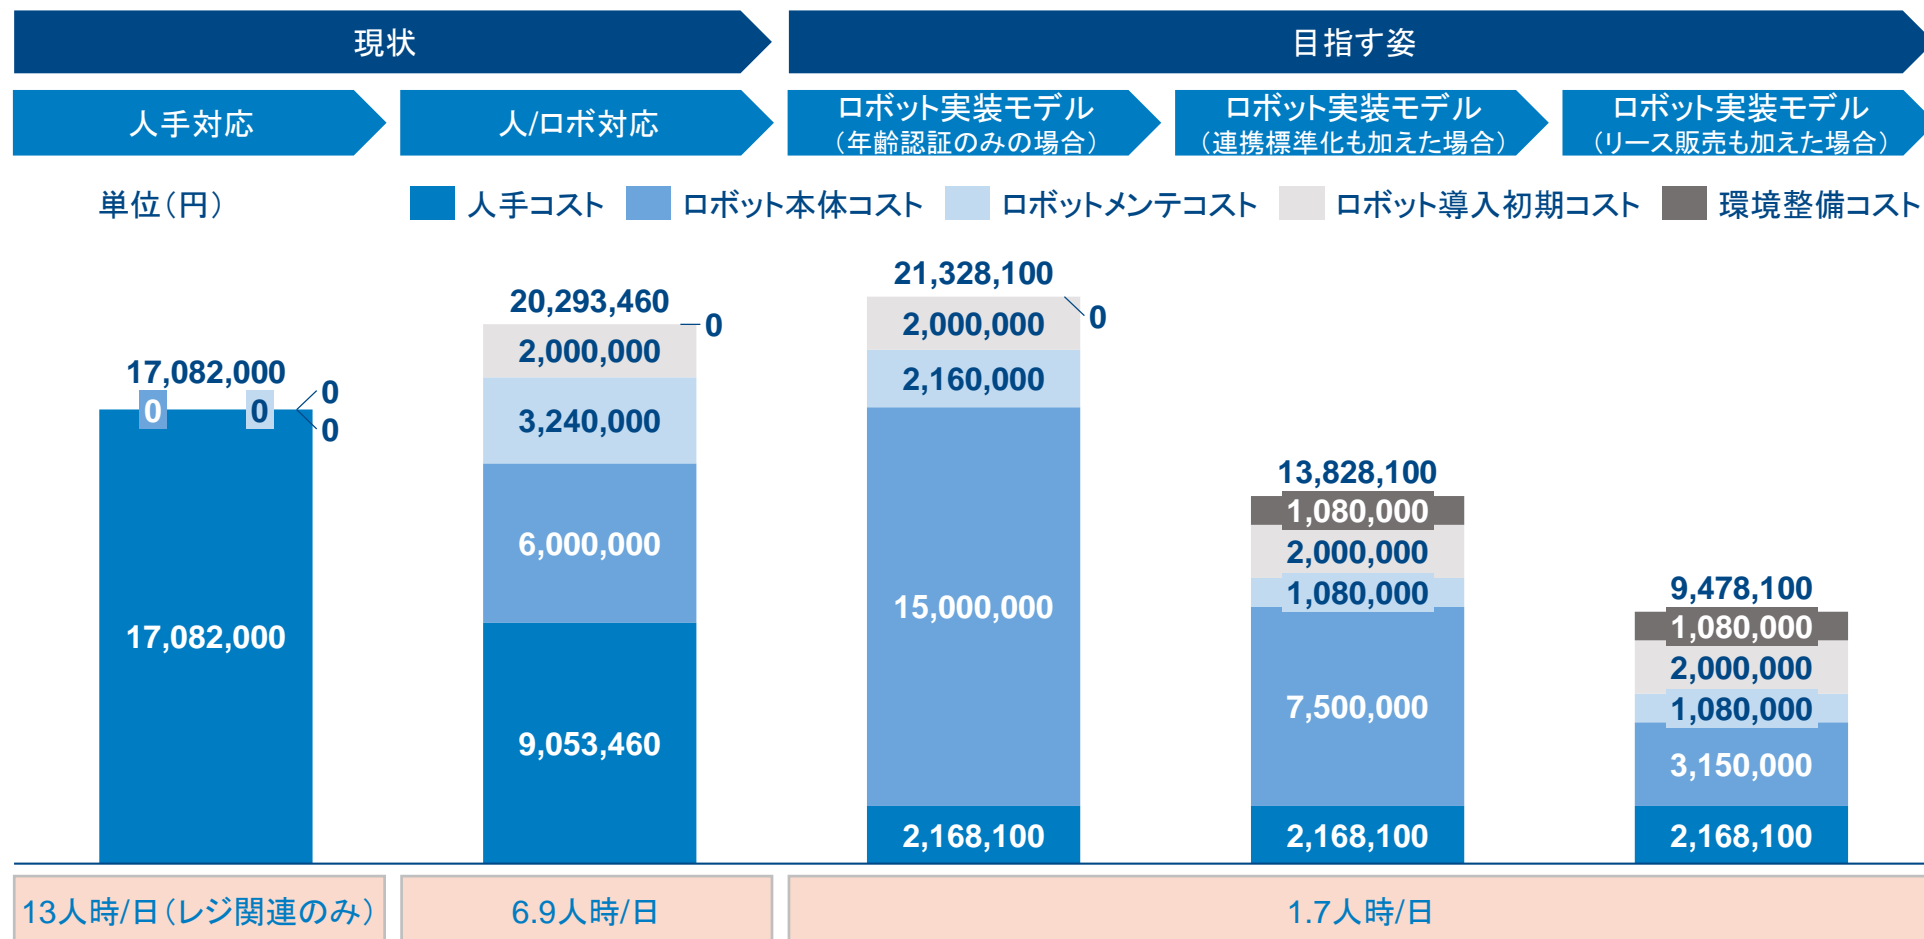 現状
目指す姿
人手対応
人/ロボ対応
ロボット実装モデル
（年齢認証のみの場合）
ロボット実装モデル
（連携標準化も加えた場合）
ロボット実装モデル
（リース販売も加えた場合）
単位（円）
人手コスト
ロボット本体コスト
ロボットメンテコスト
ロボット導入初期コスト
環境整備コスト
17,082,000
0
0
0
0
17,082,000
20,293,460
0
2,000,000
3,240,000
6,000,000
9,053,460
21,328,100
0
2,000,000
2,160,000
15,000,000
2,168,100
13,828,100
1,080,000
2,000,000
1,080,000
7,500,000
2,168,100
9,478,100
1,080,000
2,000,000
1,080,000
3,150,000
2,168,100
13人時/日（レジ関連のみ）
6.9人時/日
1.7人時/日